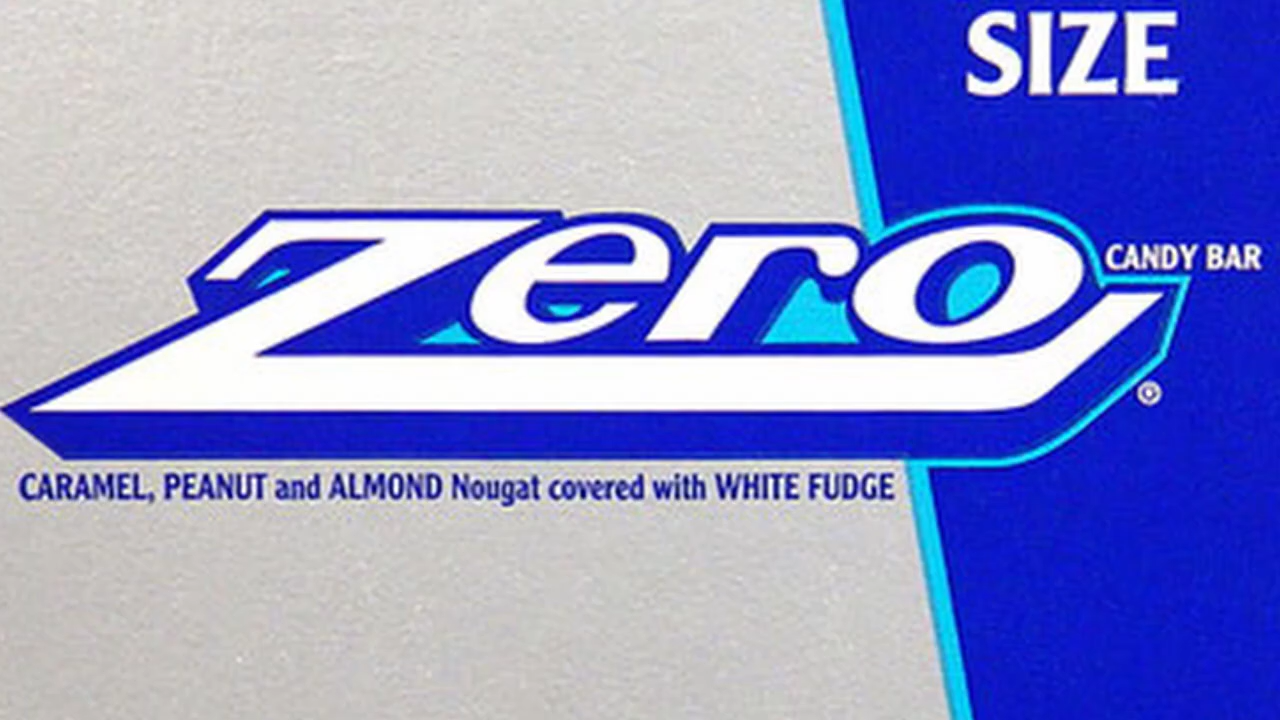 SIZE
Zero
CANDY BAR
®
CARAMEL, PEANUT and ALMOND Nougat covered with WHITE FUDGE